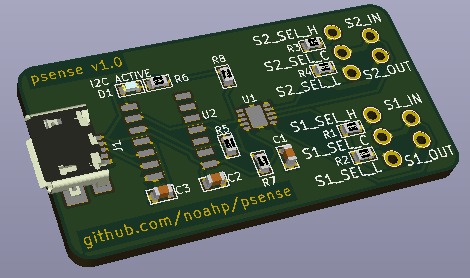 psense v1.0
I2C ACTIVE
D1
R6
R8
S2_SEL_H
R3
S2_SEL_C
R4
S2_SEL_L
S2_IN
S2_OUT
J1
U2
U1
R5
R7
C1
C2
C3
S1_SEL_H
R1
S1_SEL_C
R2
S1_SEL_L
S1_IN
S1_OUT
github.com/noahp/psense